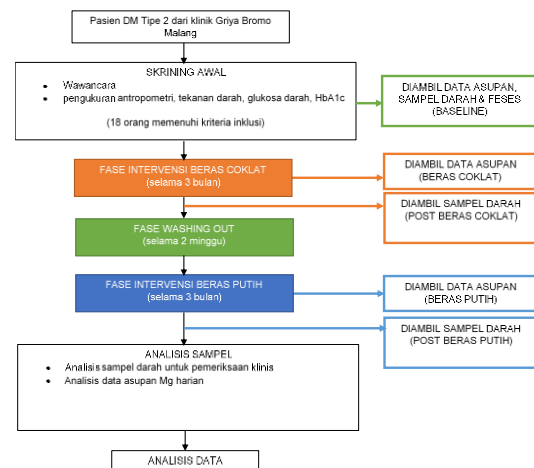 Pasien DM Tipe 2 dari klinik Griya Bromo
Malang
SKRINING AWAL
• Wawancara
• pengukuran antropometri, tekanan darah, glukosa darah, HbA1c
(18 orang memenuhi kriteria inklusi)
DIAMBIL DATA ASUPAN,
SAMPEL DARAH & FESES
(BASELINE)
FASE INTERVENSI BERAS COKLAT
(selama 3 bulan)
DIAMBIL DATA ASUPAN
(BERAS COKLAT)
DIAMBIL SAMPEL DARAH
(POST BERAS COKLAT)
FASE WASHING OUT
(selama 2 minggu)
FASE INTERVENSI BERAS PUTIH
(selama 3 bulan)
DIAMBIL DATA ASUPAN
(BERAS PUTIH)
DIAMBIL SAMPEL DARAH
(POST BERAS PUTIH)
ANALISIS SAMPEL
• Analisis sampel darah untuk pemeriksaan klinis
• Analisis data asupan Mg harian
ANALISIS DATA